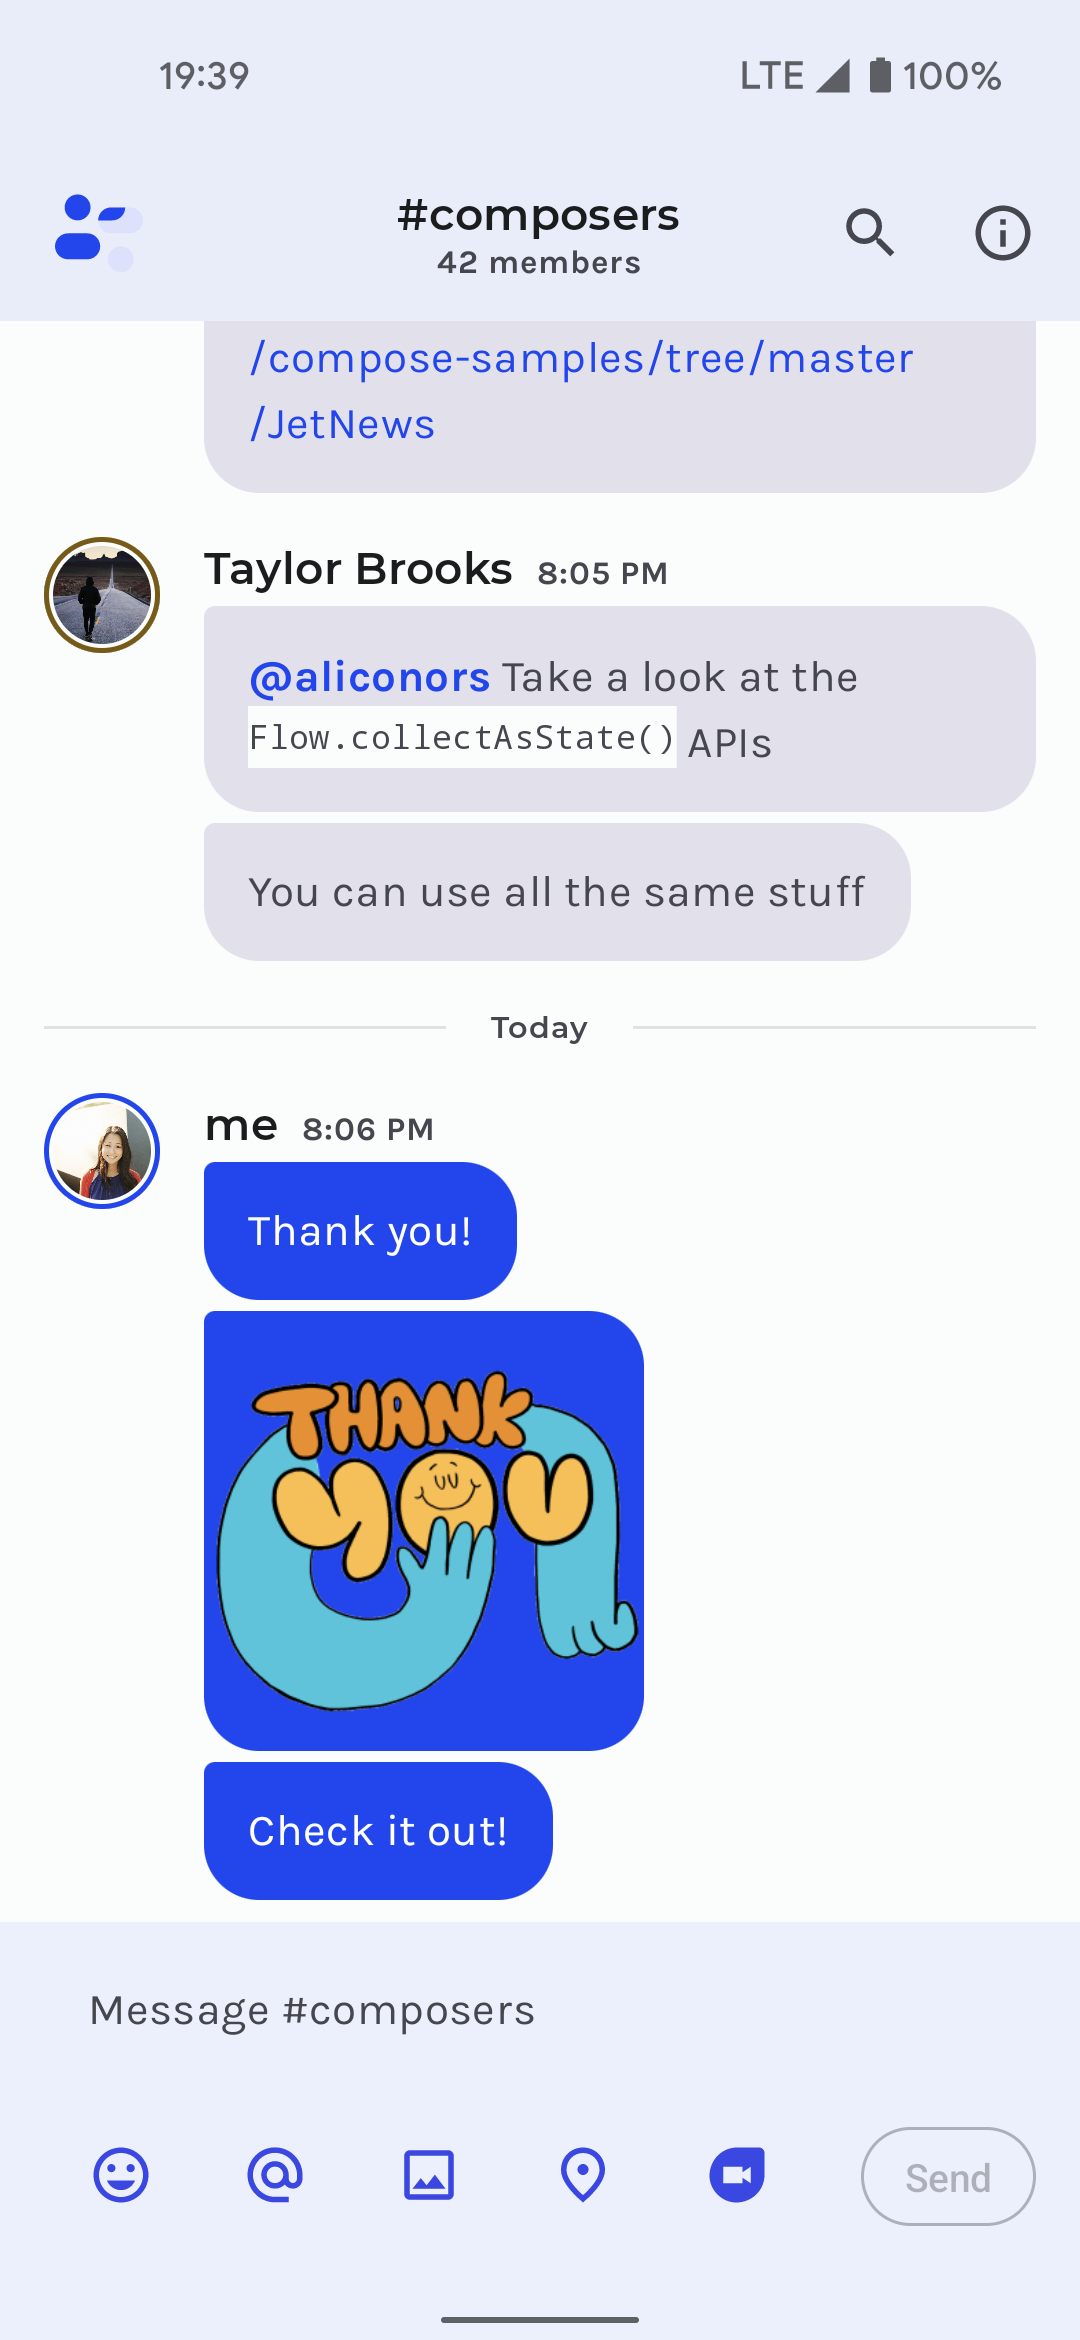 19:39
LTE 100%
#composers
42 members
/compose-samples/tree/master
/JetNews
Taylor Brooks 8:05 PM
@aliconors Take a look at the
Flow.collectAsState() APIs
You can use all the same stuff
Today
me 8:06 PM
Thank you!
THANK
YOU
Check it out!
Message #composers
Send